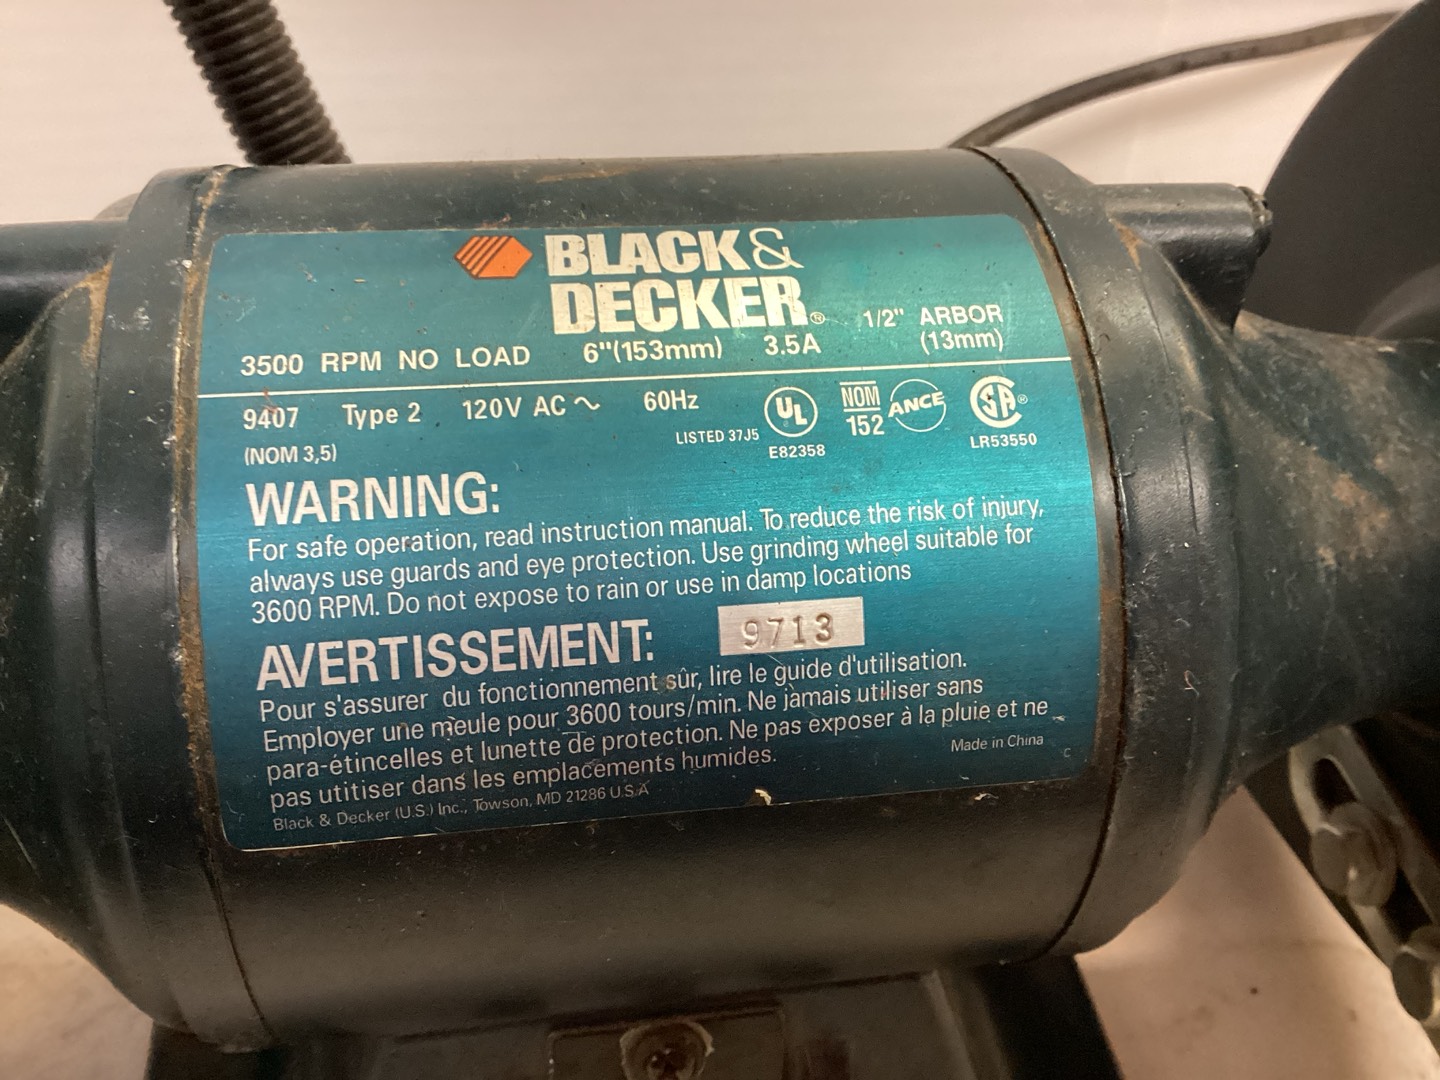 BLACK &
DECKER®
3500 RPM NO LOAD 6"(153mm) 3.5A 1/2" ARBOR
(13mm)
9407 Type 2 120V AC ~ 60Hz
(NOM 3,5)
LISTED 37J5
UL
E82358
NOM
152
ANCE
SA®
LR53550
WARNING:
For safe operation, read instruction manual. To reduce the risk of injury,
always use guards and eye protection. Use grinding wheel suitable for
3600 RPM. Do not expose to rain or use in damp locations
9713
AVERTISSEMENT:
Pour s'assurer du fonctionnement sûr, lire le guide d'utilisation.
Employer une meule pour 3600 tours/min. Ne jamais utiliser sans
para-étincelles et lunette de protection. Ne pas exposer à la pluie et ne
pas utitiser dans les emplacements humides.
Made in China
C
Black & Decker (U.S.) Inc., Towson, MD 21286 U.S.A